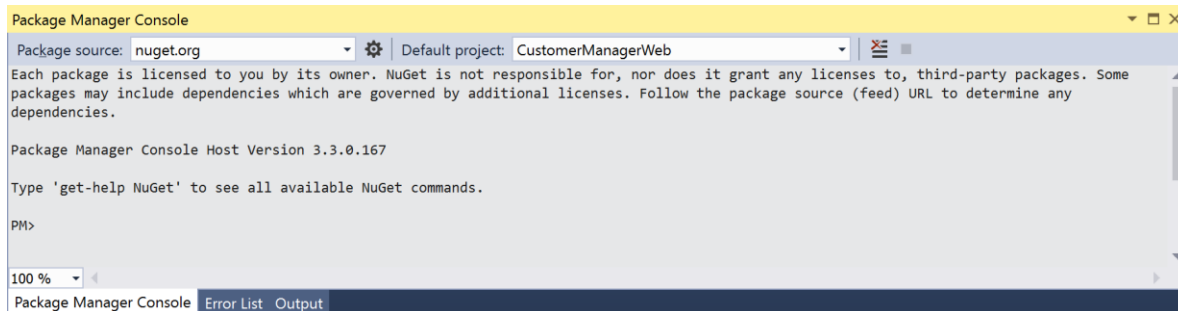 Package Manager Console
Package source: nuget.org Default project: CustomerManagerWeb
Each package is licensed to you by its owner. NuGet is not responsible for, nor does it grant any licenses to, third-party packages. Some
packages may include dependencies which are governed by additional licenses. Follow the package source (feed) URL to determine any
dependencies.
Package Manager Console Host Version 3.3.0.167
Type 'get-help NuGet' to see all available NuGet commands.
PM>
100 %
Package Manager Console Error List Output